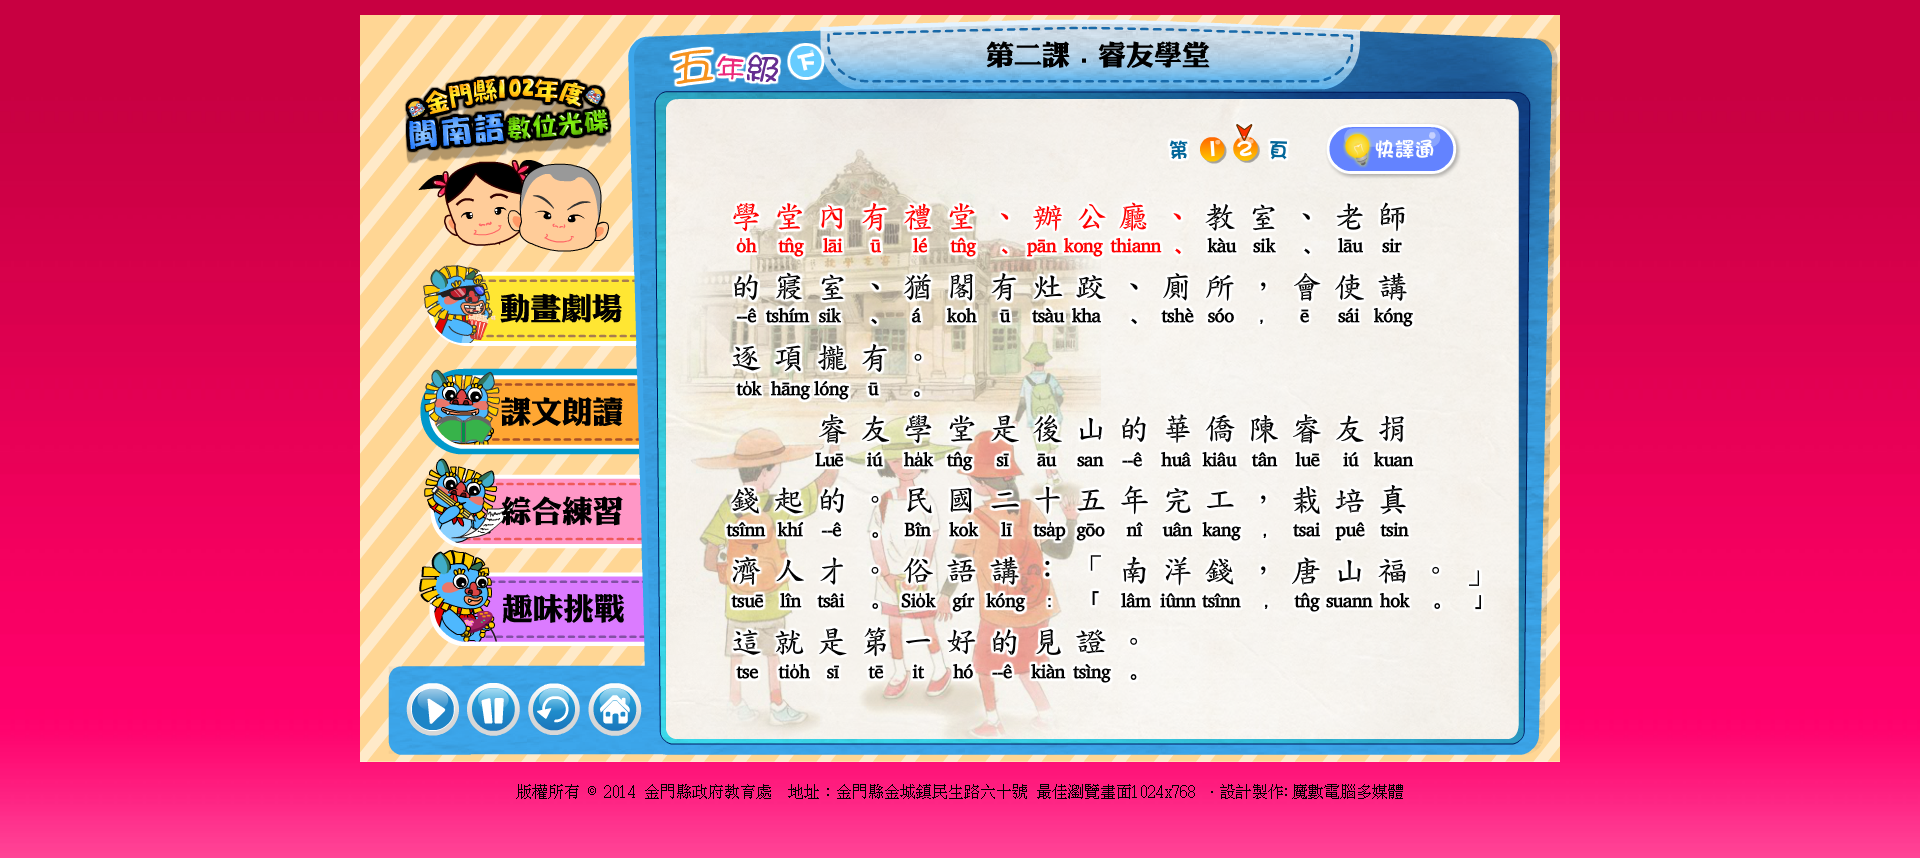 五年級 下
第二課．睿友學堂
金門縣102年度
閩南語數位光碟
第 1 2 頁
快譯通
動畫劇場
課文朗讀
綜合練習
趣味挑戰
學堂內有禮堂、辦公廳、教室、老師
o̍h tn̂g lāi ū lé tn̂g 、 pān kong thiann 、 kàu sik 、 lāu sir
的寢室、猶閣有灶跤、廁所，會使講
--ê tshím sik 、 á koh ū tsàu kha 、 tshè sóo ， ē sái kóng
逐項攏有。
to̍k hāng lóng ū 。
睿友學堂是後山的華僑陳睿友捐
Luē iú ha̍k tn̂g sī āu san --ê huâ kiâu tân luē iú kuan
錢起的。民國二十五年完工，栽培真
tsînn khí --ê 。 Bîn kok lī tsa̍p gōo nî uân kang ， tsai puê tsin
濟人才。俗語講：「南洋錢，唐山福。」
tsuē lîn tsâi 。 Sio̍k gír kóng ：「 lâm iûnn tsînn ， tn̂g suann hok 。」
這就是第一好的見證。
tse tio̍h sī tē it hó --ê kiàn tsìng 。
版權所有 © 2014 金門縣政府教育處 地址：金門縣金城鎮民生路六十號 最佳瀏覽畫面1024x768 ．設計製作:魔數電腦多媒體